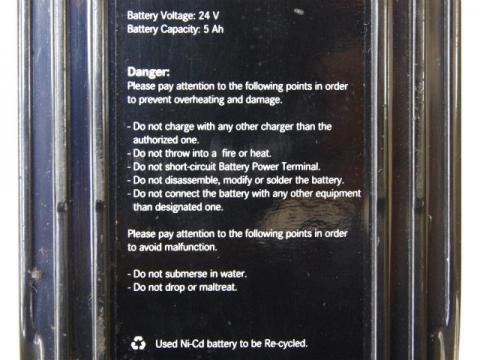 Battery Voltage: 24 V
Battery Capacity: 5 Ah
Danger:
Please pay attention to the following points in order
to prevent overheating and damage.
- Do not charge with any other charger than the
authorized one.
- Do not throw into a fire or heat.
- Do not short-circuit Battery Power Terminal.
- Do not disassemble, modify or solder the battery.
- Do not connect the battery with any other equipment
than designated one.
Please pay attention to the following points in order
to avoid malfunction.
- Do not submerse in water.
- Do not drop or maltreat.
Used Ni-Cd battery to be Re-cycled.